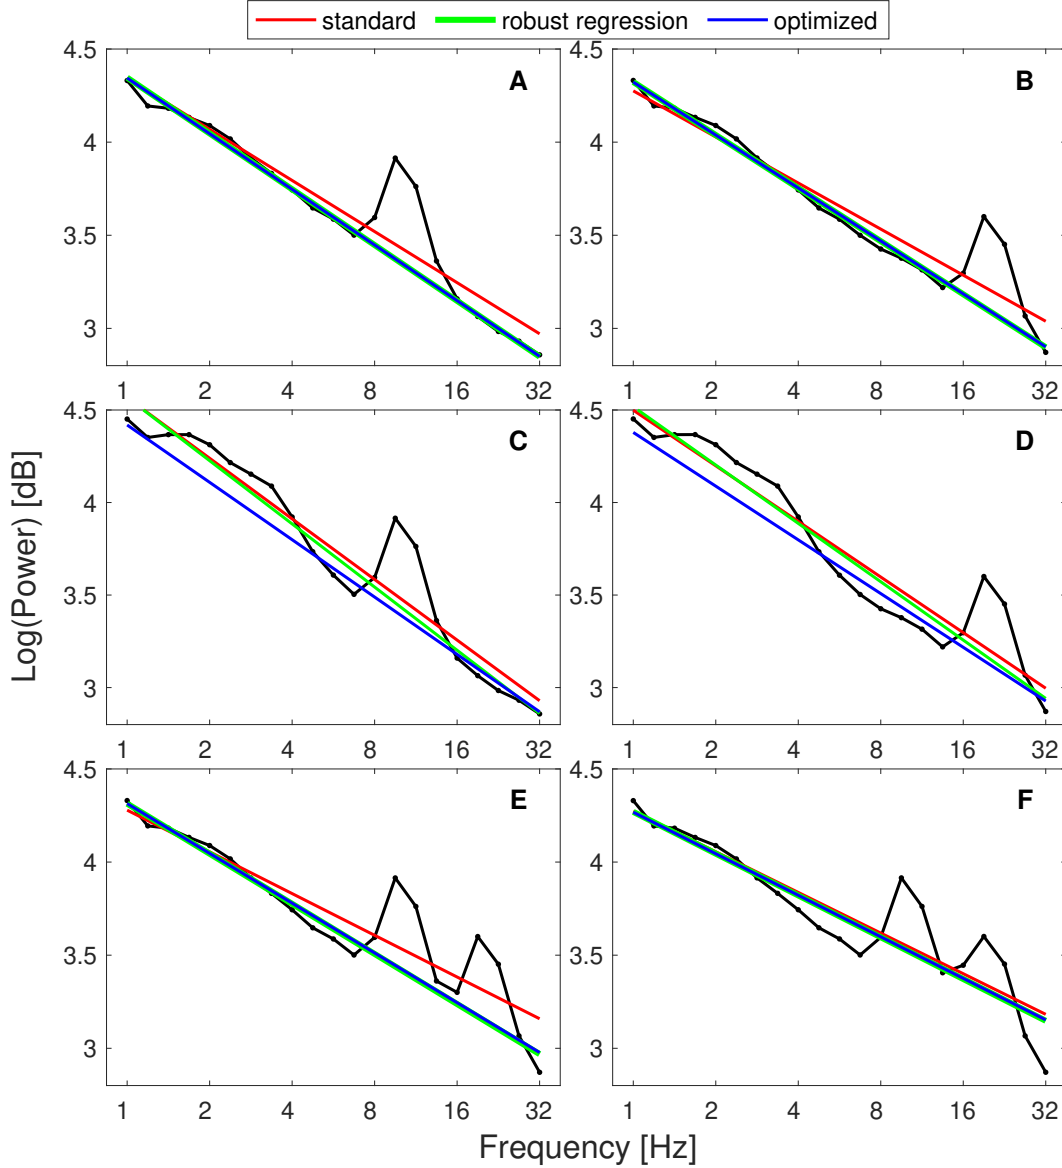 standard robust regression optimized
A B
4.5 4.5
4 4
3.5 3.5
3 3
1 2 4 8 16 32 1 2 4 8 16 32
C D
4.5 4.5
4 4
3.5 3.5
3 3
1 2 4 8 16 32 1 2 4 8 16 32
Log(Power) [dB]
E F
4.5 4.5
4 4
3.5 3.5
3 3
1 2 4 8 16 32 1 2 4 8 16 32
Frequency [Hz]